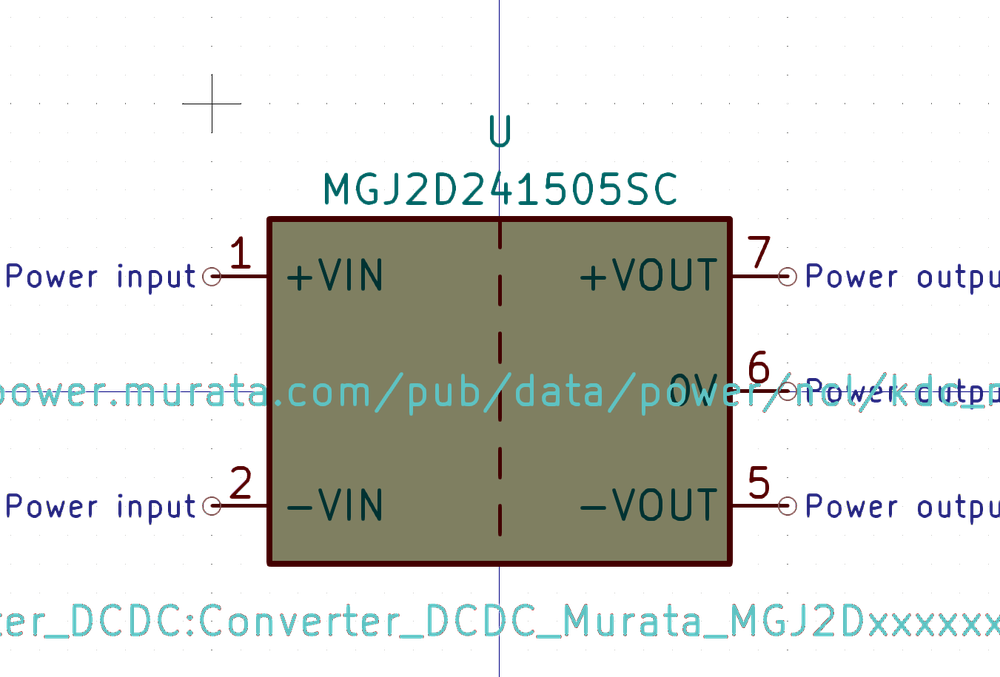 U
MGJ2D241505SC
1 7
Power input +VIN +VOUT Power outpu
6
power.murata.com/pub/data/power/ncl/kdc_
0V Power outpu
2 5
Power input -VIN -VOUT Power outpu
ter_DCDC:Converter_DCDC_Murata_MGJ2Dxxxxxx